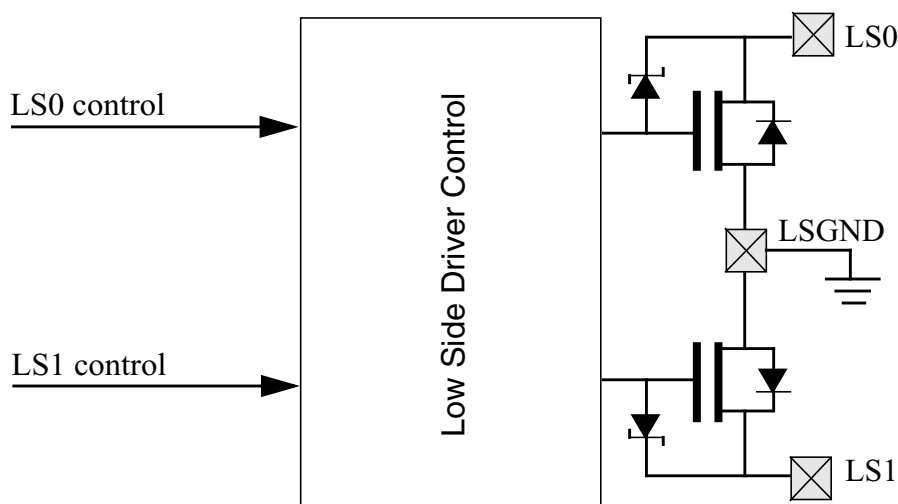 LS0
LS0 control
Low Side Driver Control
LSGND
LS1 control
LS1